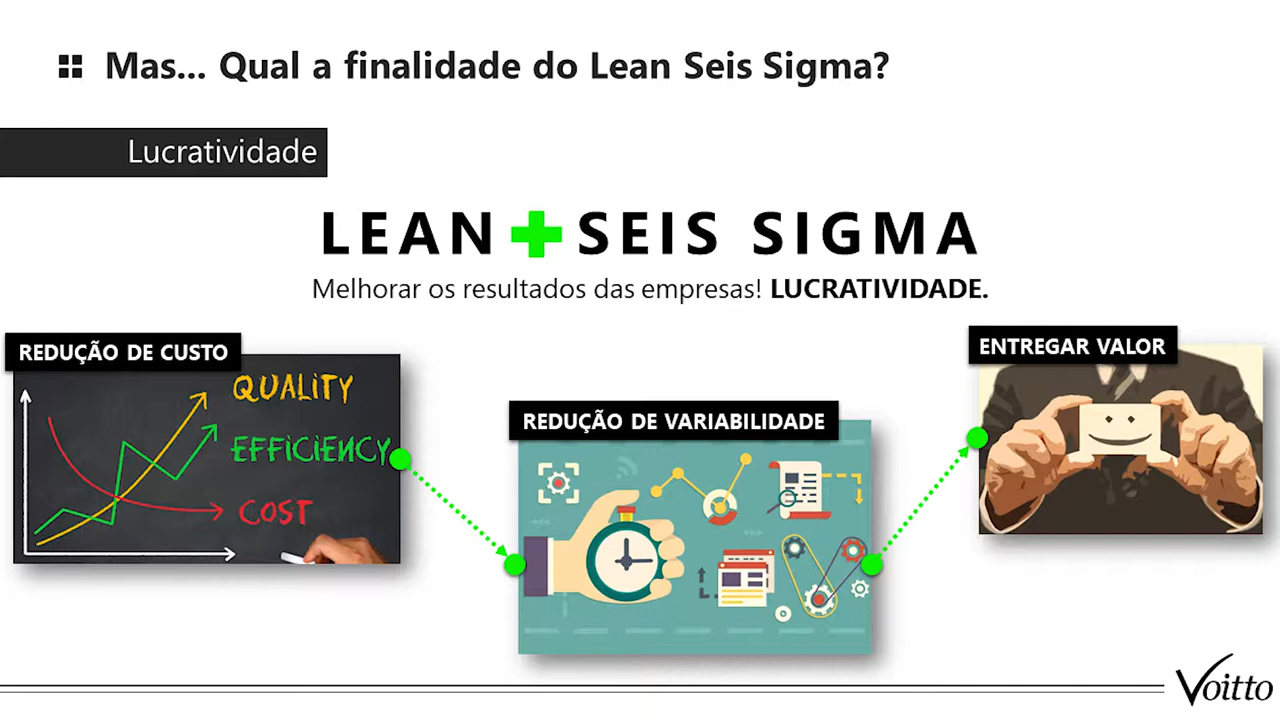 Mas... Qual a finalidade do Lean Seis Sigma?
Lucratividade
LEAN+SEIS SIGMA
Melhorar os resultados das empresas! LUCRATIVIDADE.
REDUÇÃO DE CUSTO
QUALITY
EFFICIENCY
COST
REDUÇÃO DE VARIABILIDADE
ENTREGAR VALOR
Voitto